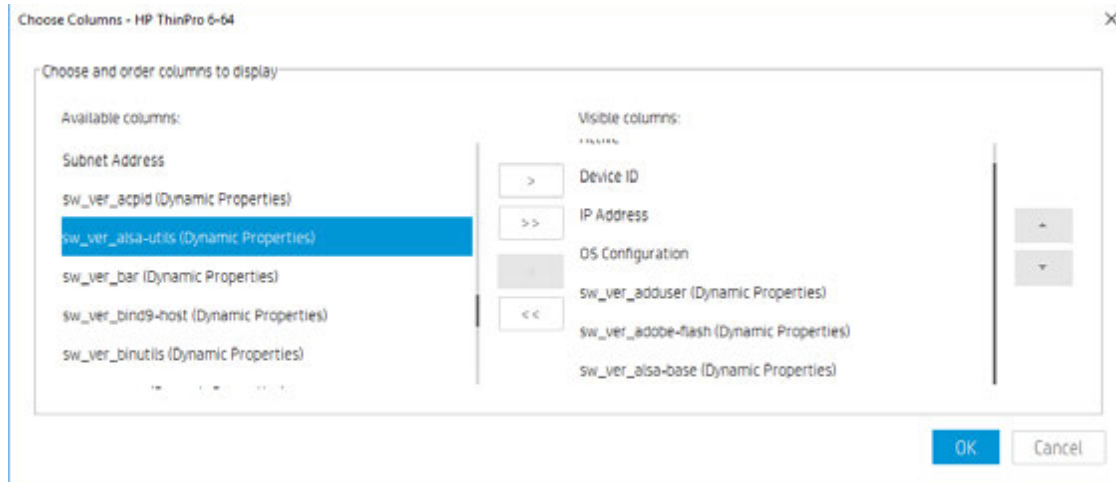 Choose Columns - HP ThinPro 6-64
Choose and order columns to display
Available columns:
Subnet Address
sw_ver_acpid (Dynamic Properties)
sw_ver_alsa-utils (Dynamic Properties)
sw_ver_bar (Dynamic Properties)
sw_ver_bind9-host (Dynamic Properties)
sw_ver_binutils (Dynamic Properties)
>
>>
<<
Visible columns:
Device ID
IP Address
OS Configuration
sw_ver_adduser (Dynamic Properties)
sw_ver_adobe-flash (Dynamic Properties)
sw_ver_alsa-base (Dynamic Properties)
OK
Cancel